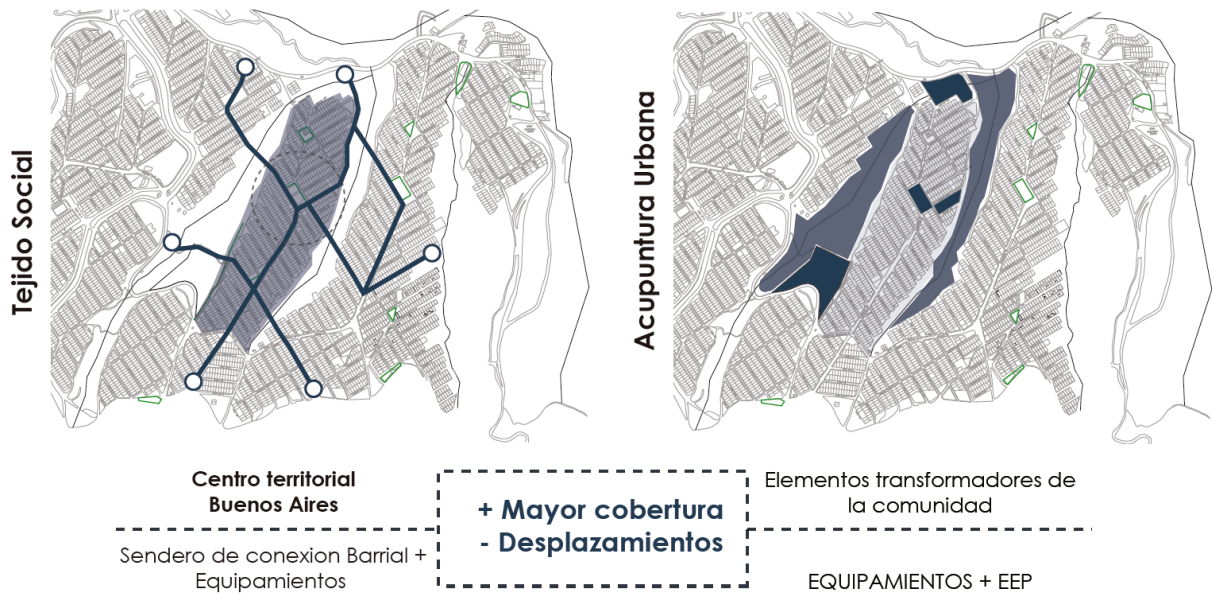 Tejido Social
Acupuntura Urbana
Centro territorial
Buenos Aires
Sendero de conexion Barrial +
Equipamientos
+ Mayor cobertura
- Desplazamientos
Elementos transformadores de
la comunidad
EQUIPAMIENTOS + EEP